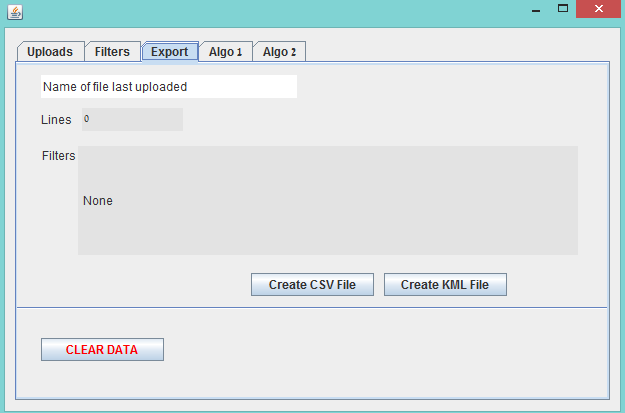 Uploads Filters Export Algo 1 Algo 2
Name of file last uploaded
Lines 0
Filters
None
Create CSV File Create KML File
CLEAR DATA